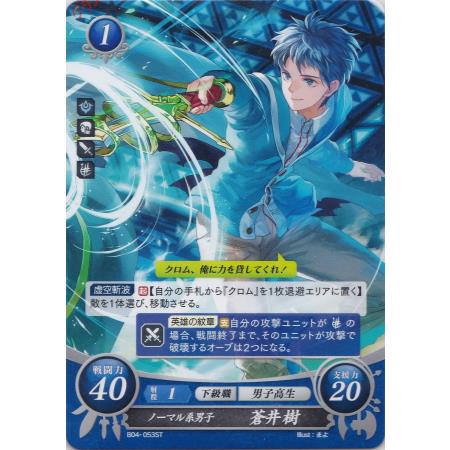 1
クロム、俺に力を貸してくれ!
虚空斬波 起【自分の手札から『クロム』を1枚退避エリアに置く】
敵を1体選び、移動させる。
英雄の紋章 支 自分の攻撃ユニットが の
場合、戦闘終了まで、そのユニットが攻撃で
破壊するオーブは2つになる。
戦闘力
40
射程 1 下級職 男子高生
支援力
20
ノーマル系男子 蒼井樹
B04-053ST
Illust:まよ